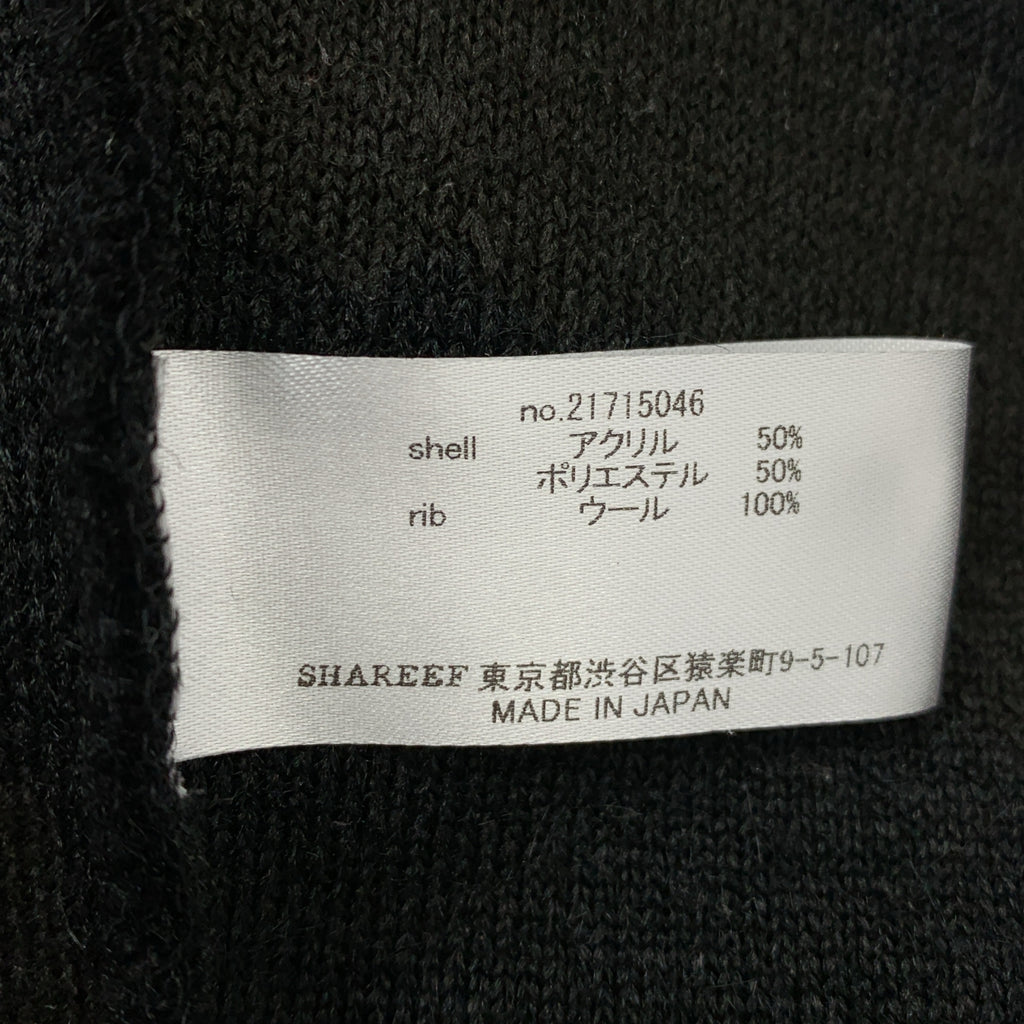 no.21715046
shell アクリル 50%
ポリエステル 50%
rib ウール 100%
SHAREEF 東京都渋谷区猿楽町9-5-107
MADE IN JAPAN